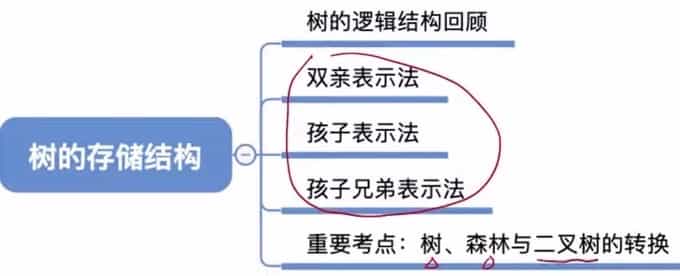 树的逻辑结构回顾
双亲表示法
孩子表示法
树的存储结构
孩子兄弟表示法
重要考点：树、森林与二叉树的转换